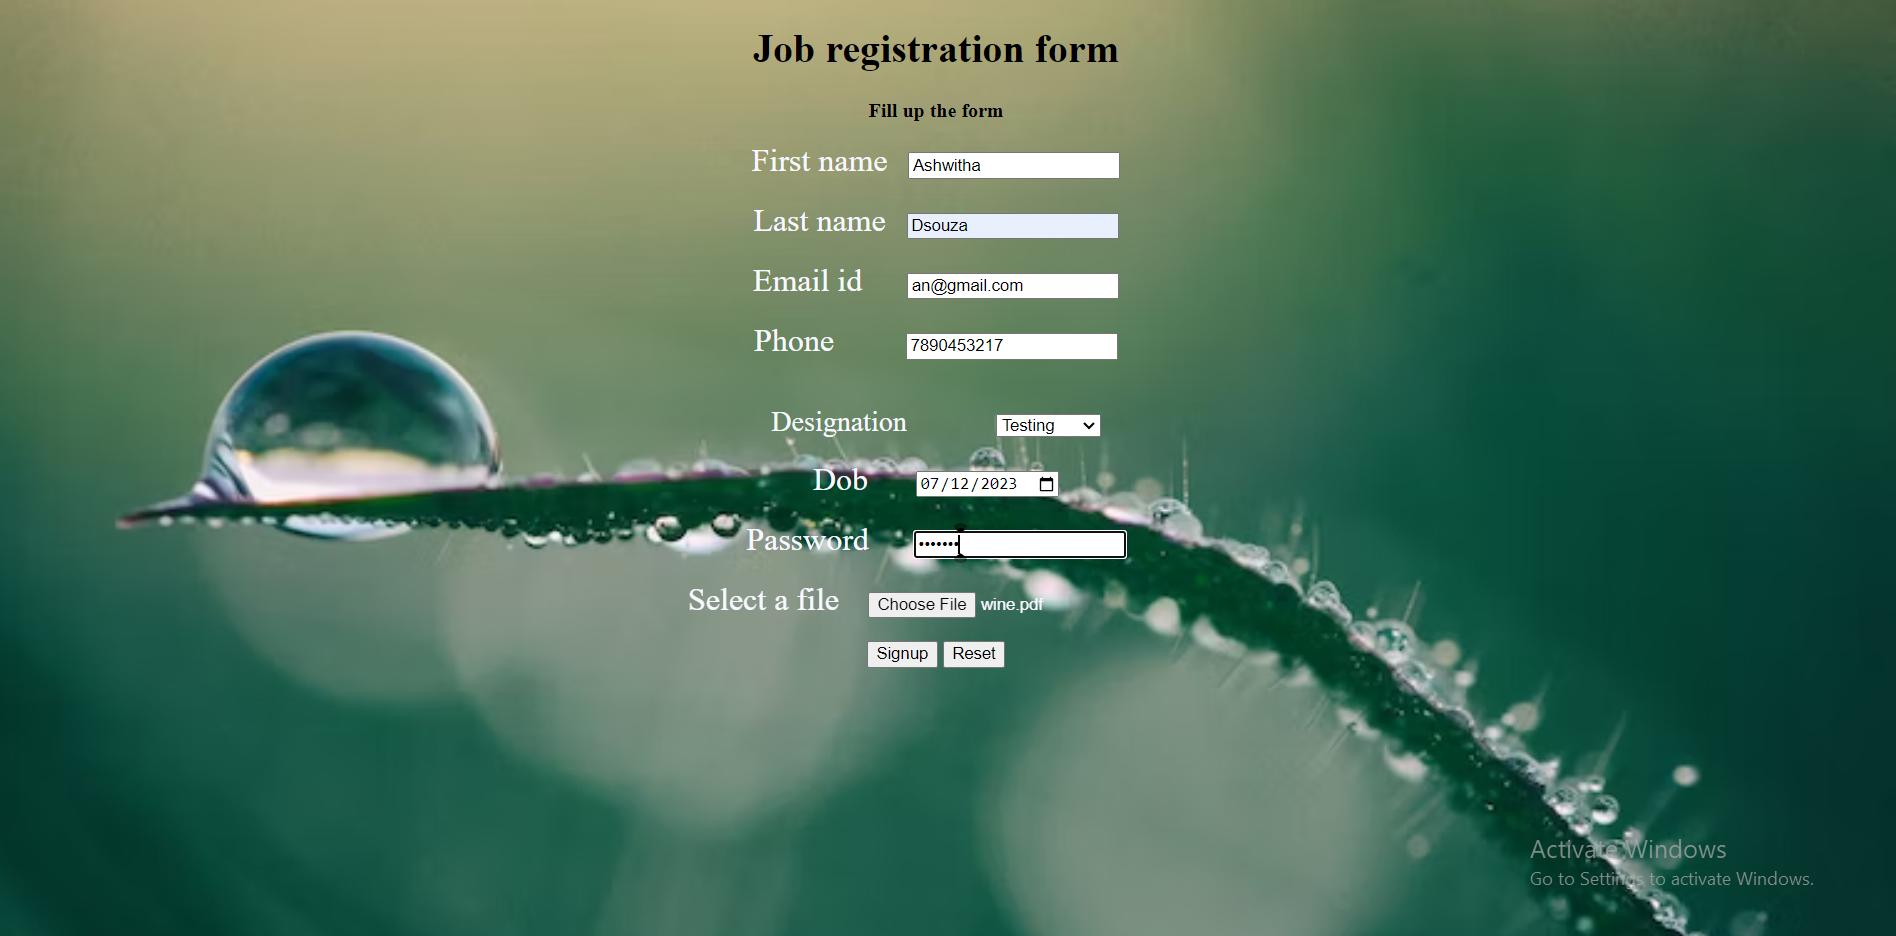 Job registration form
Fill up the form
First name Ashwitha
Last name Dsouza
Email id an@gmail.com
Phone 7890453217
Designation Testing
Dob 07/12/2023
Password •••••••
Select a file Choose File wine.pdf
Signup Reset
Activate Windows
Go to Settings to activate Windows.